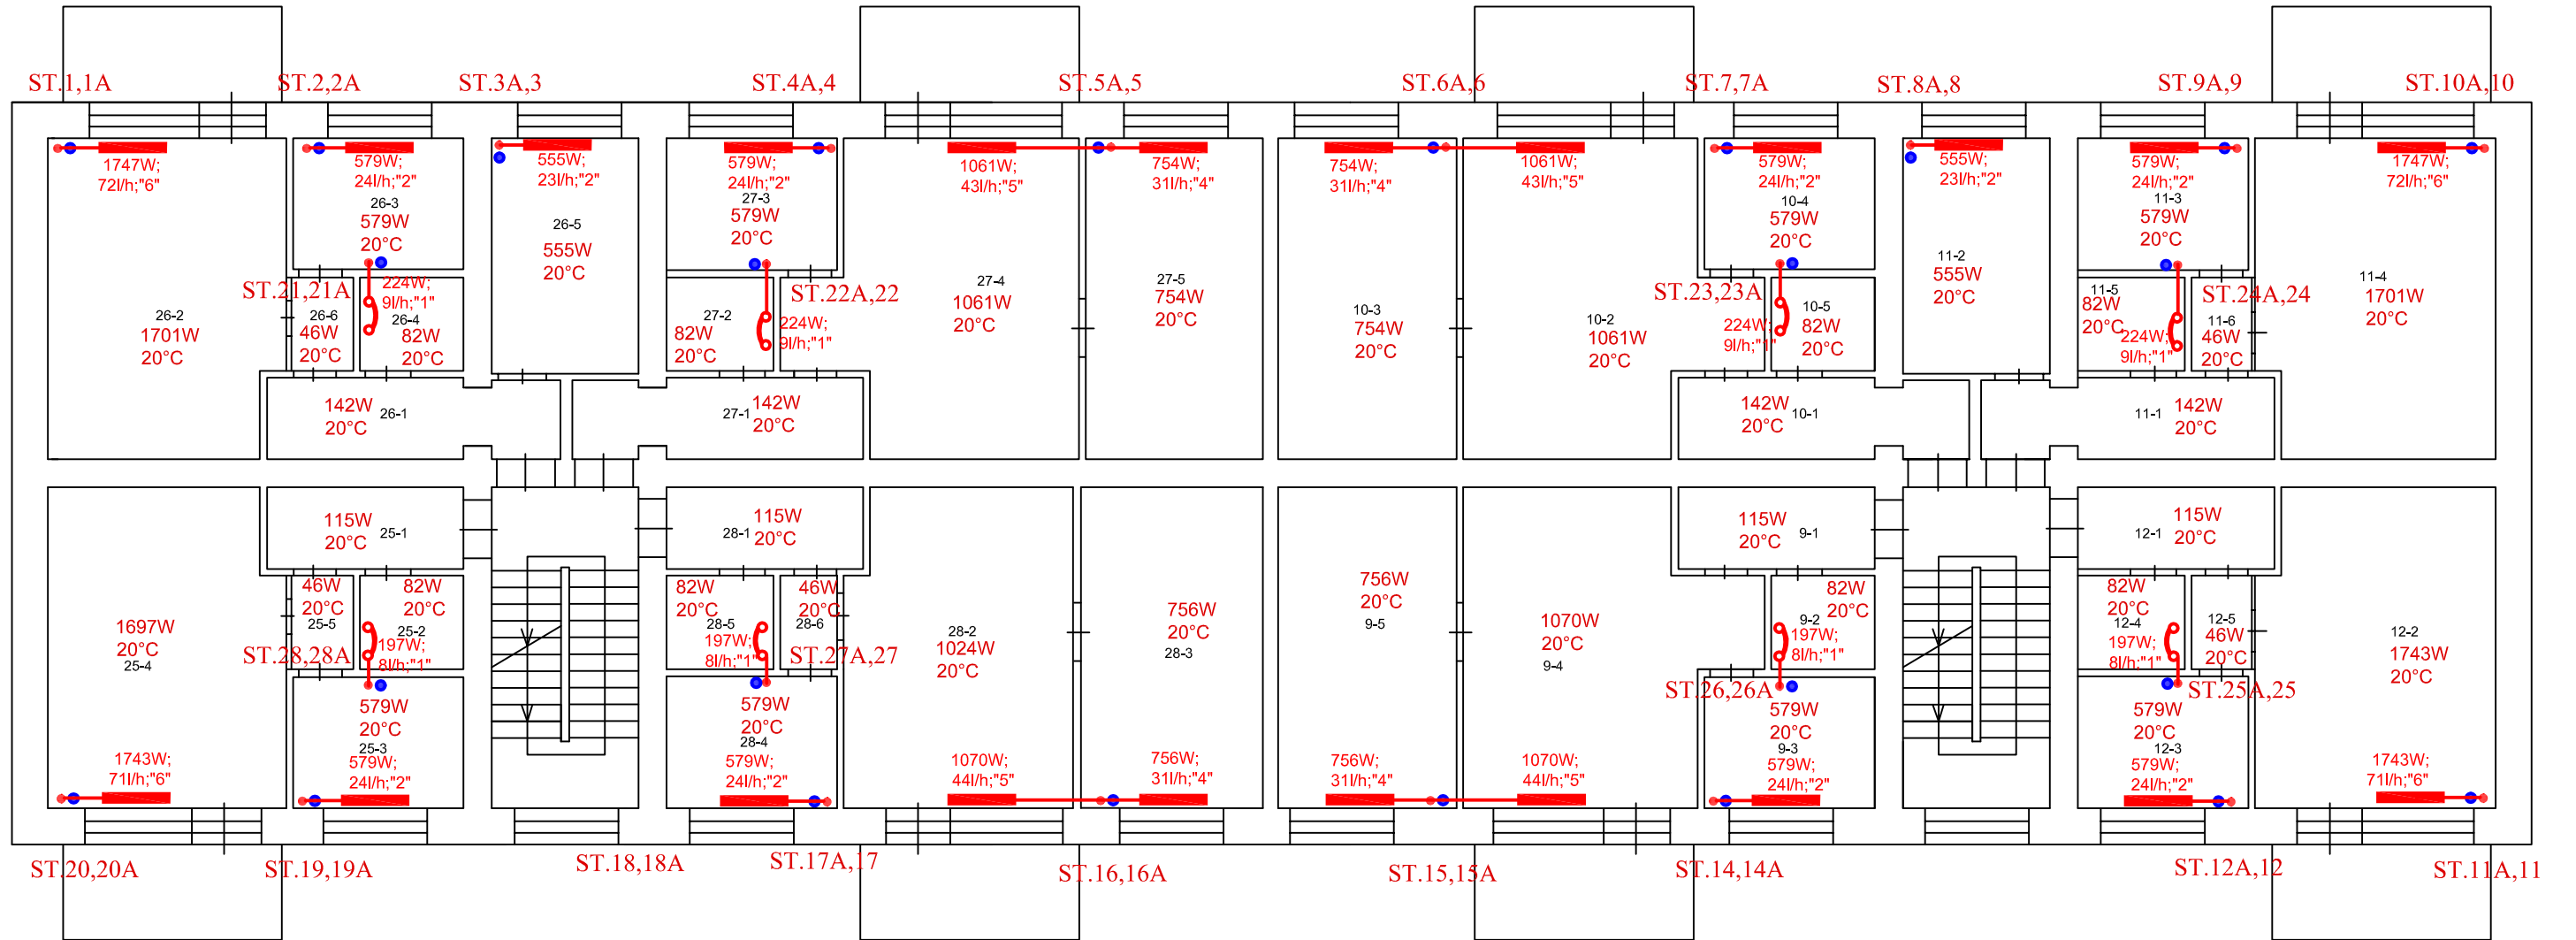 ST.1,1A
ST.2,2A
ST.3A,3
ST.4A,4
ST.5A,5
ST.6A,6
ST.7,7A
ST.8A,8
ST.9A,9
ST.10A,10
1747W;
72l/h;"6"
579W;
24l/h;"2"
555W;
23l/h;"2"
579W;
24l/h;"2"
1061W;
43l/h;"5"
754W;
31l/h;"4"
754W;
31l/h;"4"
1061W;
43l/h;"5"
579W;
24l/h;"2"
555W;
23l/h;"2"
579W;
24l/h;"2"
1747W;
72l/h;"6"
26-3
579W
20°C
26-5
555W
20°C
27-3
579W
20°C
10-4
579W
20°C
11-2
555W
20°C
11-3
579W
20°C
ST.21,21A
224W;
9l/h;"1"
ST.22A,22
224W;
9l/h;"1"
ST.23,23A
224W;
9l/h;"1"
ST.24A,24
224W;
9l/h;"1"
26-2
1701W
20°C
26-6
46W
20°C
26-4
82W
20°C
27-2
82W
20°C
27-4
1061W
20°C
27-5
754W
20°C
10-3
754W
20°C
10-2
1061W
20°C
10-5
82W
20°C
11-5
82W
20°C
11-6
46W
20°C
11-4
1701W
20°C
142W
20°C
26-1
27-1
142W
20°C
142W
20°C
10-1
11-1
142W
20°C
115W
20°C
25-1
28-1
115W
20°C
115W
20°C
9-1
12-1
115W
20°C
1697W
20°C
25-4
46W
20°C
25-5
82W
20°C
25-2
82W
20°C
28-5
46W
20°C
28-6
28-2
1024W
20°C
756W
20°C
28-3
756W
20°C
9-5
1070W
20°C
9-4
82W
20°C
9-2
82W
20°C
12-4
12-5
46W
20°C
12-2
1743W
20°C
ST.28,28A
197W;
8l/h;"1"
197W;
8l/h;"1"
ST.27A,27
ST.26,26A
197W;
8l/h;"1"
197W;
8l/h;"1"
ST.25A,25
579W
20°C
25-3
579W
20°C
28-4
579W
20°C
9-3
579W
20°C
12-3
1743W;
71l/h;"6"
579W;
24l/h;"2"
579W;
24l/h;"2"
1070W;
44l/h;"5"
756W;
31l/h;"4"
756W;
31l/h;"4"
1070W;
44l/h;"5"
579W;
24l/h;"2"
579W;
24l/h;"2"
1743W;
71l/h;"6"
ST.20,20A
ST.19,19A
ST.18,18A
ST.17A,17
ST.16,16A
ST.15,15A
ST.14,14A
ST.12A,12
ST.11A,11